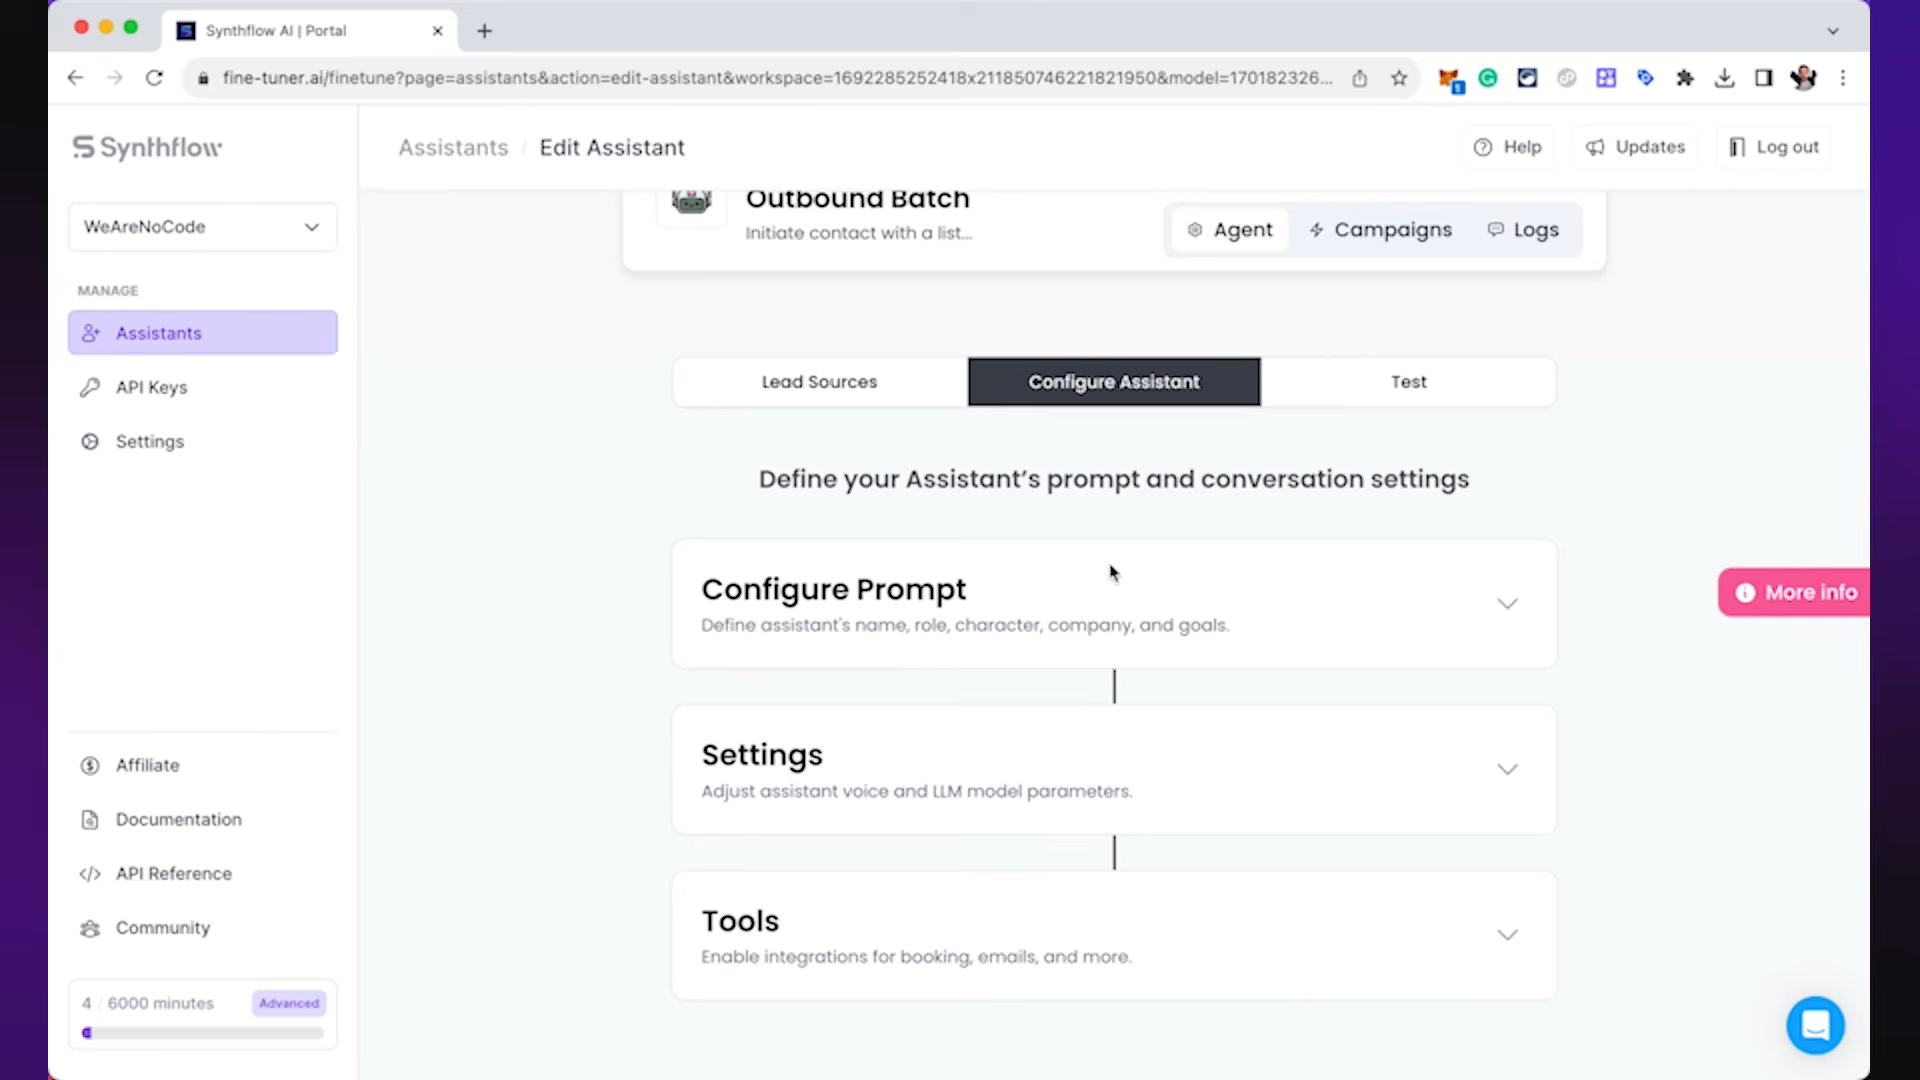 Synthflow AI | Portal
fine-tuner.ai/finetune?page=assistants&action=edit-assistant&workspace=1692285252418x211850746221821950&model=170182326...
1
Synthflow
Assistants / Edit Assistant
Help
Updates
Log out
WeAreNoCode
Outbound Batch
Initiate contact with a list...
Agent
Campaigns
Logs
MANAGE
Assistants
API Keys
Settings
Lead Sources
Configure Assistant
Test
Define your Assistant’s prompt and conversation settings
Configure Prompt
Define assistant's name, role, character, company, and goals.
More info
Settings
Adjust assistant voice and LLM model parameters.
Tools
Enable integrations for booking, emails, and more.
Affiliate
Documentation
API Reference
Community
4 / 6000 minutes
Advanced